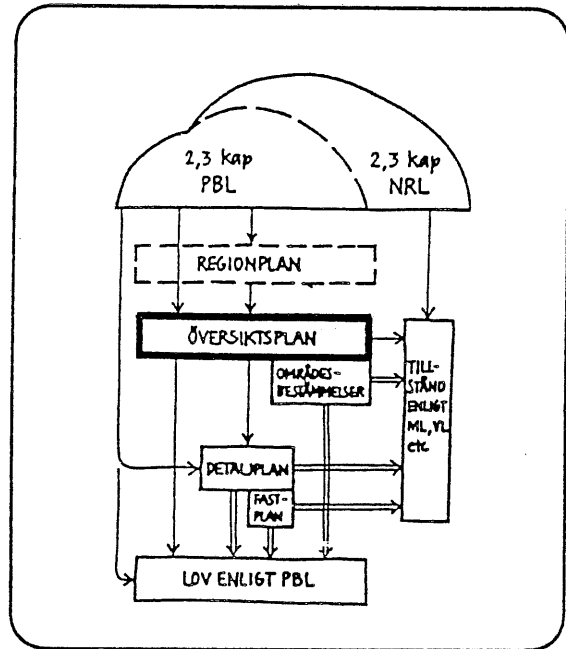 2,3 kap
PBL
2,3 kap
NRL
REGIONPLAN
ÖVERSIKTSPLAN
OMRÅDES-
BESTÄMMELSER
TILL-
STÅND
ENLIGT
ML, VL
etc
DETALJPLAN
FAST-
PLAN
LOV ENLIGT PBL